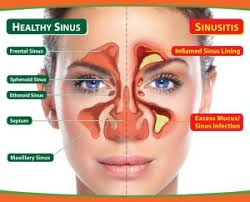 HEALTHY SINUS
SINUSITIS
Frontal Sinus
Sphenoid Sinus
Ethmoid Sinus
Septum
Maxillary Sinus
Inflamed Sinus Lining
Excess Mucus/
Sinus Infection